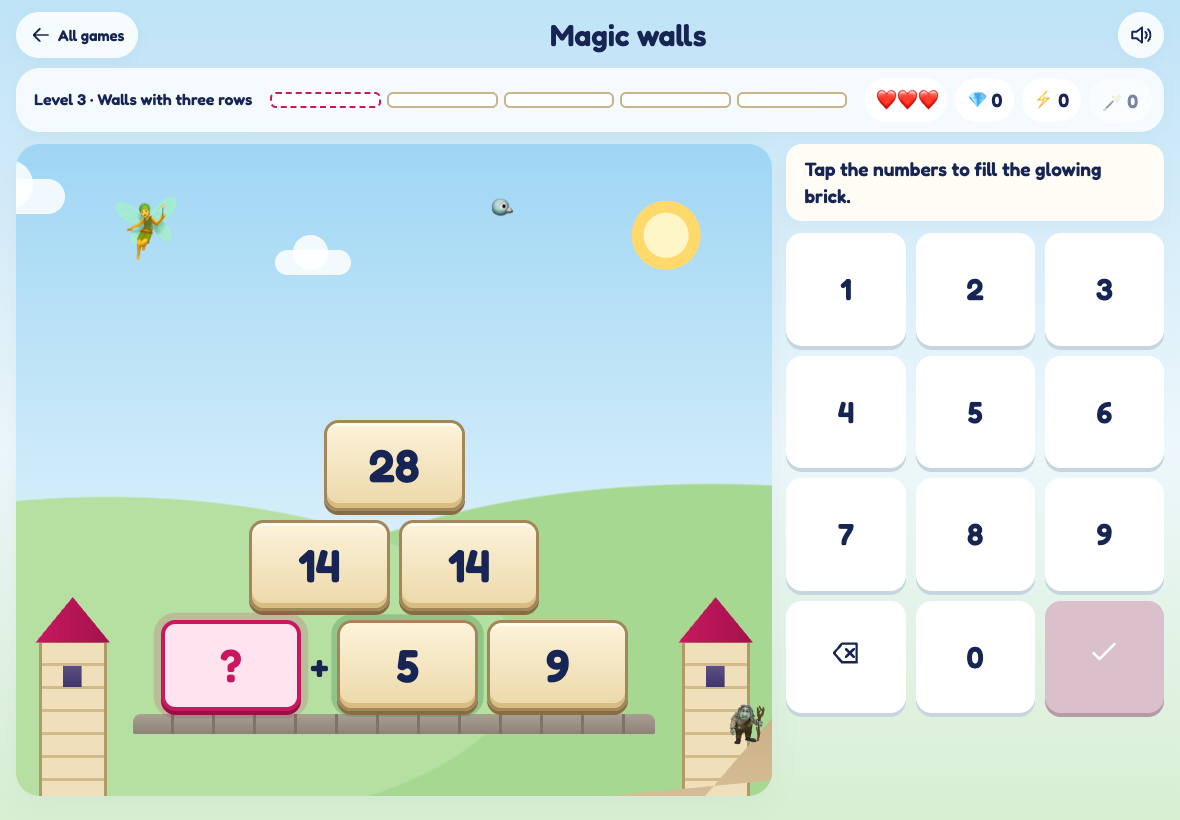 All games
Magic walls
Level 3 · Walls with three rows
0
0
0
Tap the numbers to fill the glowing
brick.
28
14 14
? + 5 9
1 2 3
4 5 6
7 8 9
0